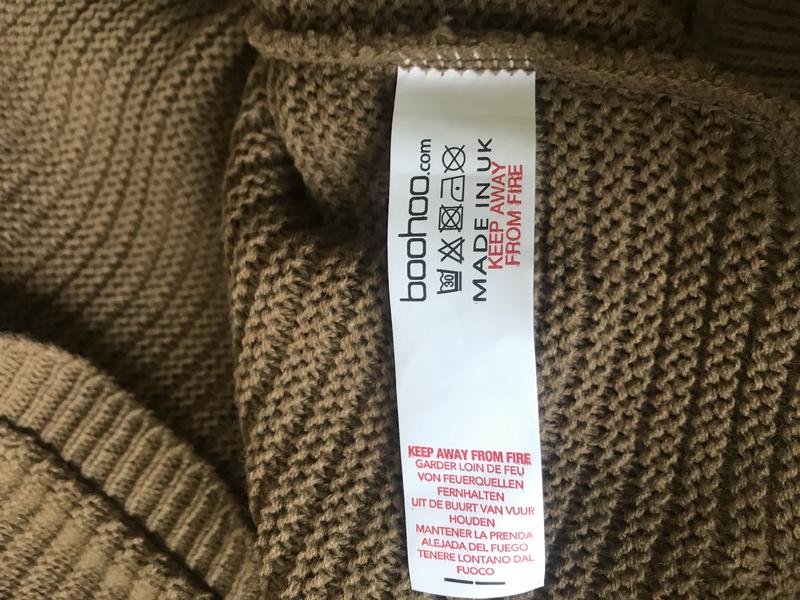 boohoo.com
30
MADE IN UK
KEEP AWAY
FROM FIRE
KEEP AWAY FROM FIRE
GARDER LOIN DE FEU
VON FEUERQUELLEN
FERNHALTEN
UIT DE BUURT VAN VUUR
HOUDEN
MANTENER LA PRENDA
ALEJADA DEL FUEGO
TENERE LONTANO DAL
FUOCO